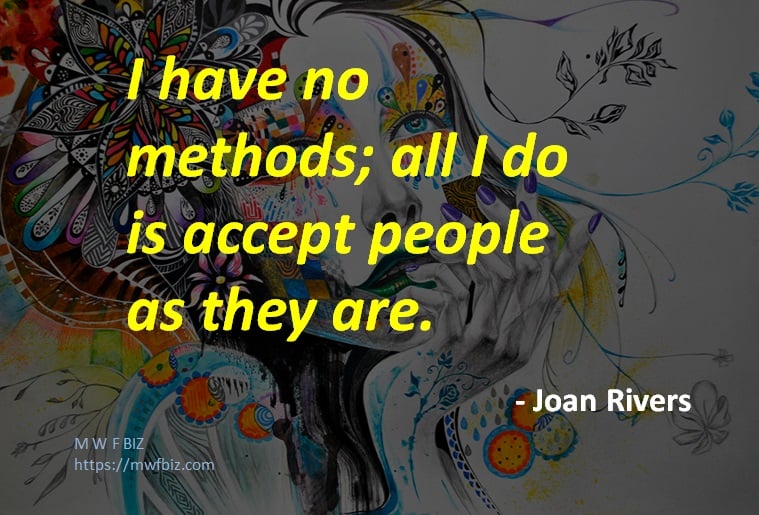 I have no
methods; all I do
is accept people
as they are.
- Joan Rivers
M W F BIZ
https://mwfbiz.com